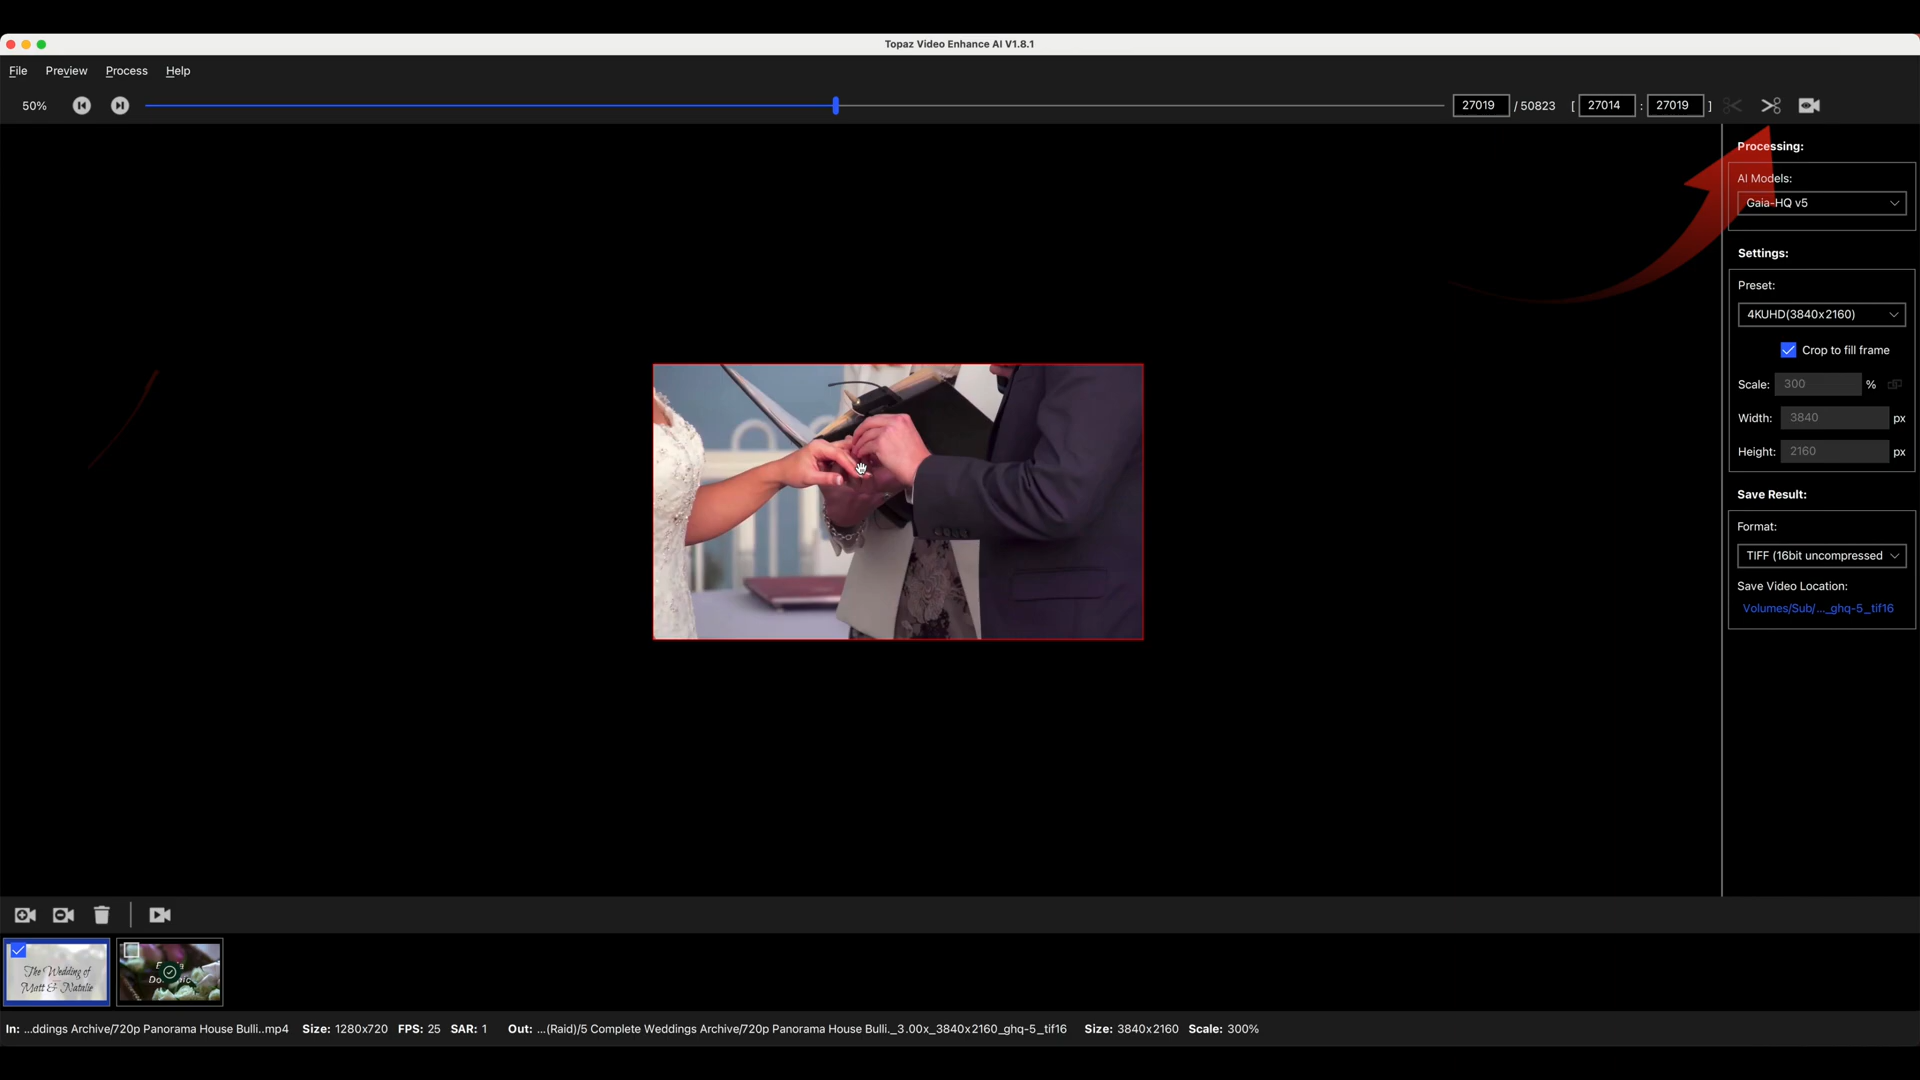 Topaz Video Enhance AI V1.8.1
File Preview Process Help
50% 27019 / 50823 [ 27014 : 27019 ]
Processing:
AI Models:
Gaia-HQ v5
Settings:
Preset:
4KUHD(3840x2160)
Crop to fill frame
Scale: 300 %
Width: 3840 px
Height: 2160 px
Save Result:
Format:
TIFF (16bit uncompressed
Save Video Location:
Volumes/Sub/..._ghq-5_tif16
The Wedding of
Matt & Natalie
In: ...ddings Archive/720p Panorama House Bulli..mp4 Size: 1280x720 FPS: 25 SAR: 1 Out: ...(Raid)/5 Complete Weddings Archive/720p Panorama House Bulli._3.00x_3840x2160_ghq-5_tif16 Size: 3840x2160 Scale: 300%